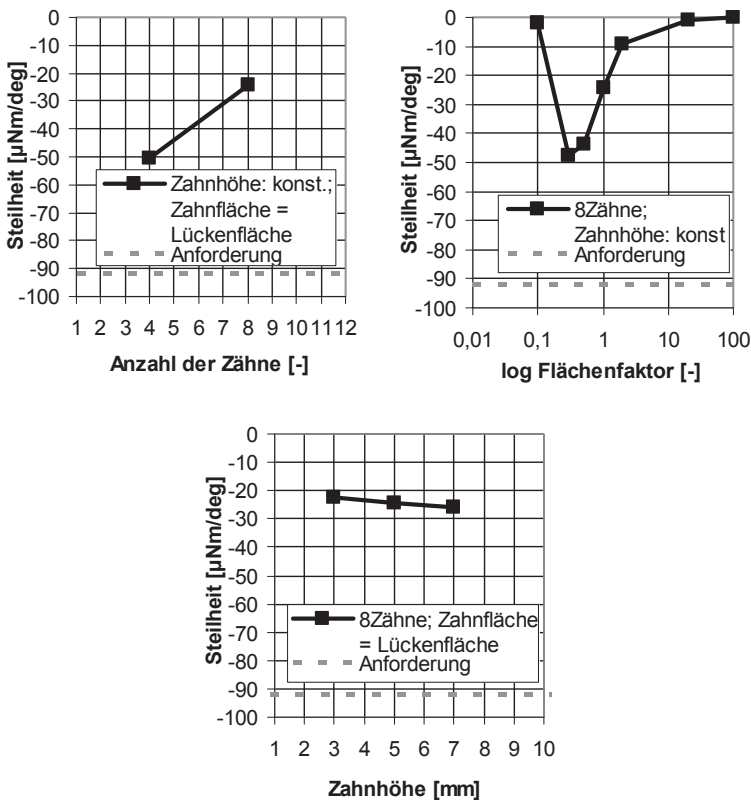 Steilheit [µNm/deg]
0
-10
-20
-30
-40
-50
-60
-70
-80
-90
-100
Zahnhöhe: konst.;
Zahnfläche =
Lückenfläche
Anforderung
1 2 3 4 5 6 7 8 9 10 11 12
Anzahl der Zähne [-]
Steilheit [µNm/deg]
0
-10
-20
-30
-40
-50
-60
-70
-80
-90
-100
8Zähne;
Zahnhöhe: konst
Anforderung
0,01 0,1 1 10 100
log Flächenfaktor [-]
Steilheit [µNm/deg]
0
-10
-20
-30
-40
-50
-60
-70
-80
-90
-100
8Zähne; Zahnfläche
= Lückenfläche
Anforderung
1 2 3 4 5 6 7 8 9 10
Zahnhöhe [mm]